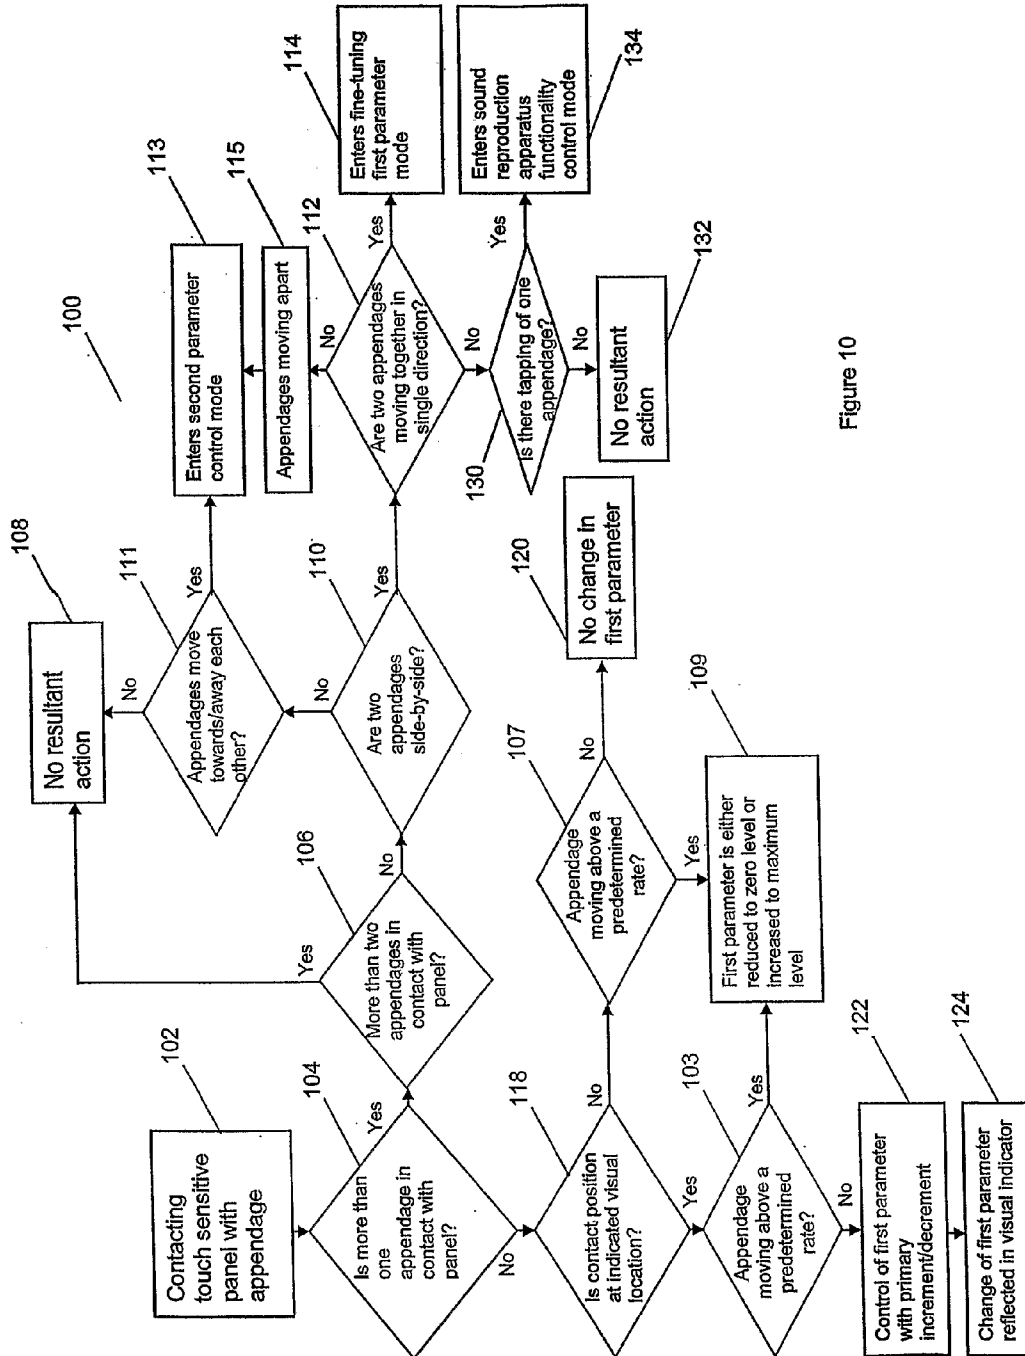 100
102
Contacting
touch sensitive
panel with
appendage
104
Is more than
one
appendage in
contact with
panel?
Yes
No
106
More than two
appendages in
contact with
panel?
Yes
No
108
No resultant
action
110
Are two
appendages
side-by-side?
No
Yes
111
Appendages move
towards/away each
other?
No
Yes
113
Enters second parameter
control mode
115
Appendages moving apart
112
Are two appendages
moving together in
single direction?
No
Yes
No
114
Enters fine-tuning
first parameter
mode
130
Is there tapping of one
appendage?
Yes
No
134
Enters sound
reproduction
apparatus
functionality
control mode
132
No resultant
action
118
Is contact position
at indicated visual
location?
No
Yes
107
Appendage
moving above a
predetermined
rate?
No
Yes
120
No change in
first parameter
109
First parameter is either
reduced to zero level or
increased to maximum
level
103
Appendage
moving above a
predetermined
rate?
Yes
No
122
Control of first parameter
with primary
increment/decrement
124
Change of first parameter
reflected in visual indicator
Figure 10